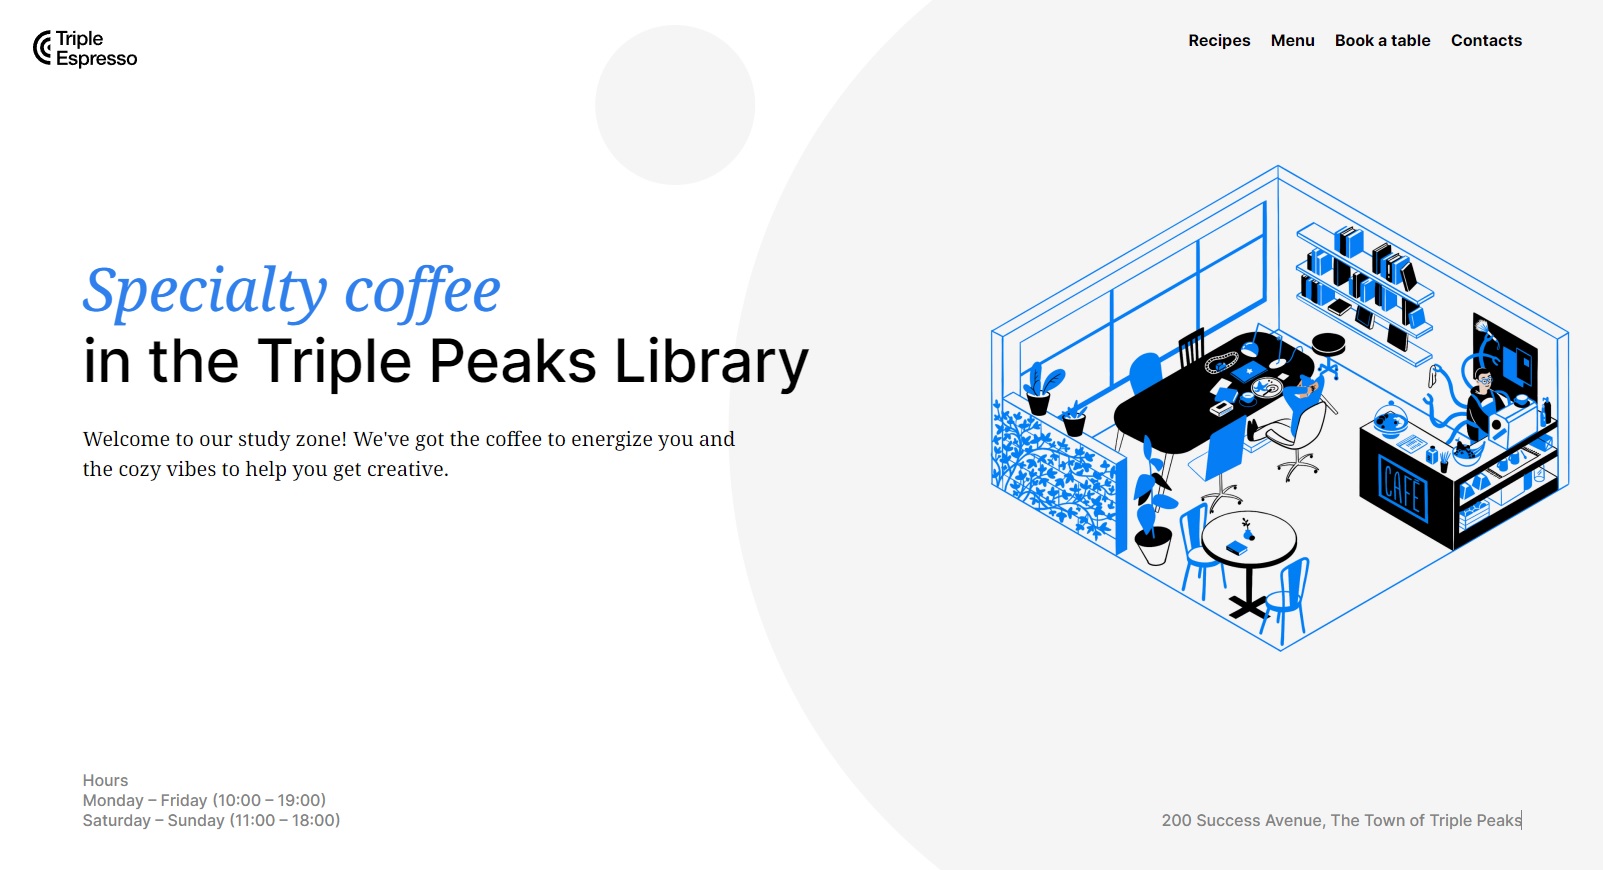 Triple
Espresso
Recipes Menu Book a table Contacts
Specialty coffee
in the Triple Peaks Library
Welcome to our study zone! We've got the coffee to energize you and
the cozy vibes to help you get creative.
CAFE
Hours
Monday – Friday (10:00 – 19:00)
Saturday – Sunday (11:00 – 18:00)
200 Success Avenue, The Town of Triple Peaks